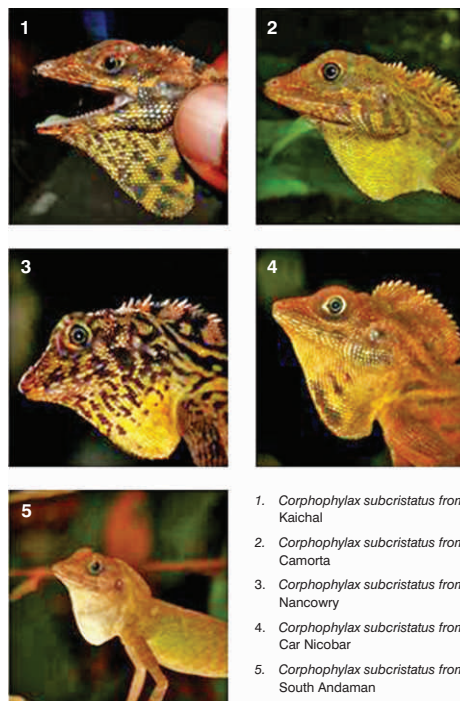 1
2
3
4
5
1. Corphophylax subcristatus from
Kaichal
2. Corphophylax subcristatus from
Camorta
3. Corphophylax subcristatus from
Nancowry
4. Corphophylax subcristatus from
Car Nicobar
5. Corphophylax subcristatus from
South Andaman